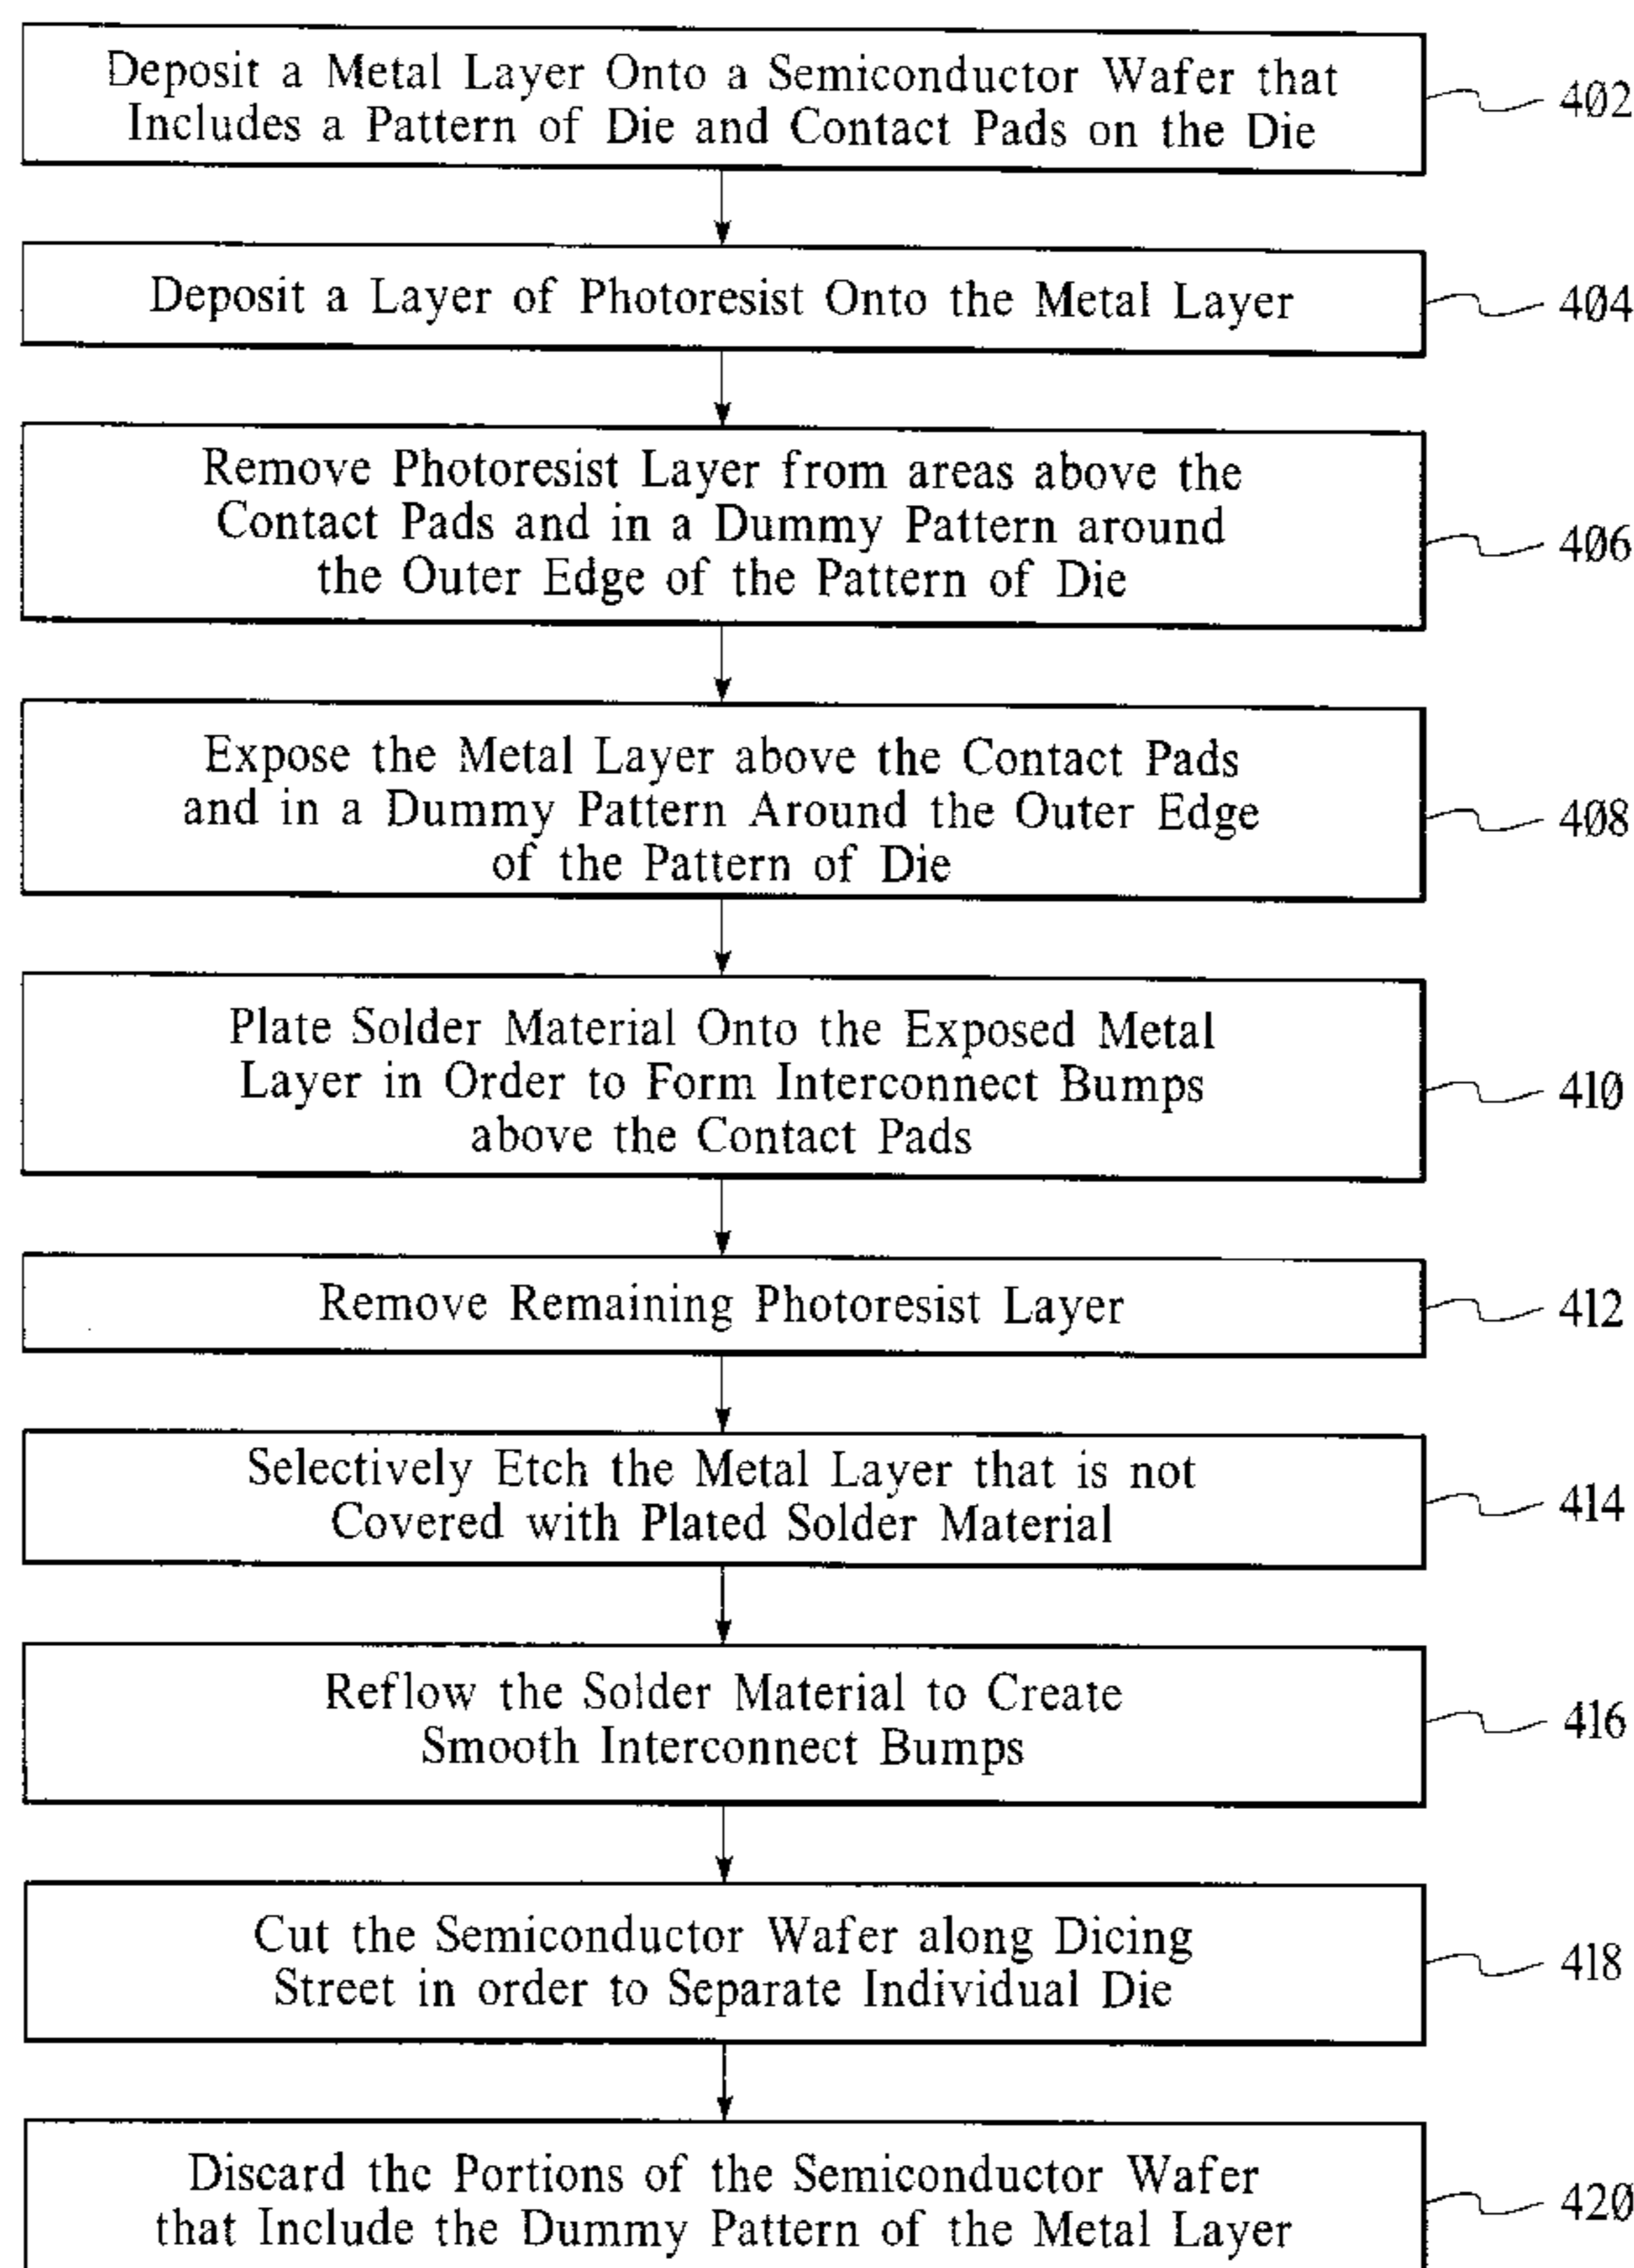 Deposit a Metal Layer Onto a Semiconductor Wafer that
Includes a Pattern of Die and Contact Pads on the Die
402
Deposit a Layer of Photoresist Onto the Metal Layer
404
Remove Photoresist Layer from areas above the
Contact Pads and in a Dummy Pattern around
the Outer Edge of the Pattern of Die
406
Expose the Metal Layer above the Contact Pads
and in a Dummy Pattern Around the Outer Edge
of the Pattern of Die
408
Plate Solder Material Onto the Exposed Metal
Layer in Order to Form Interconnect Bumps
above the Contact Pads
410
Remove Remaining Photoresist Layer
412
Selectively Etch the Metal Layer that is not
Covered with Plated Solder Material
414
Reflow the Solder Material to Create
Smooth Interconnect Bumps
416
Cut the Semiconductor Wafer along Dicing
Street in order to Separate Individual Die
418
Discard the Portions of the Semiconductor Wafer
that Include the Dummy Pattern of the Metal Layer
420